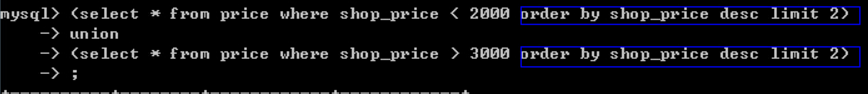 mysql> (select * from price where shop_price < 2000 order by shop_price desc limit 2)
    -> union
    -> (select * from price where shop_price > 3000 order by shop_price desc limit 2)
    -> ;